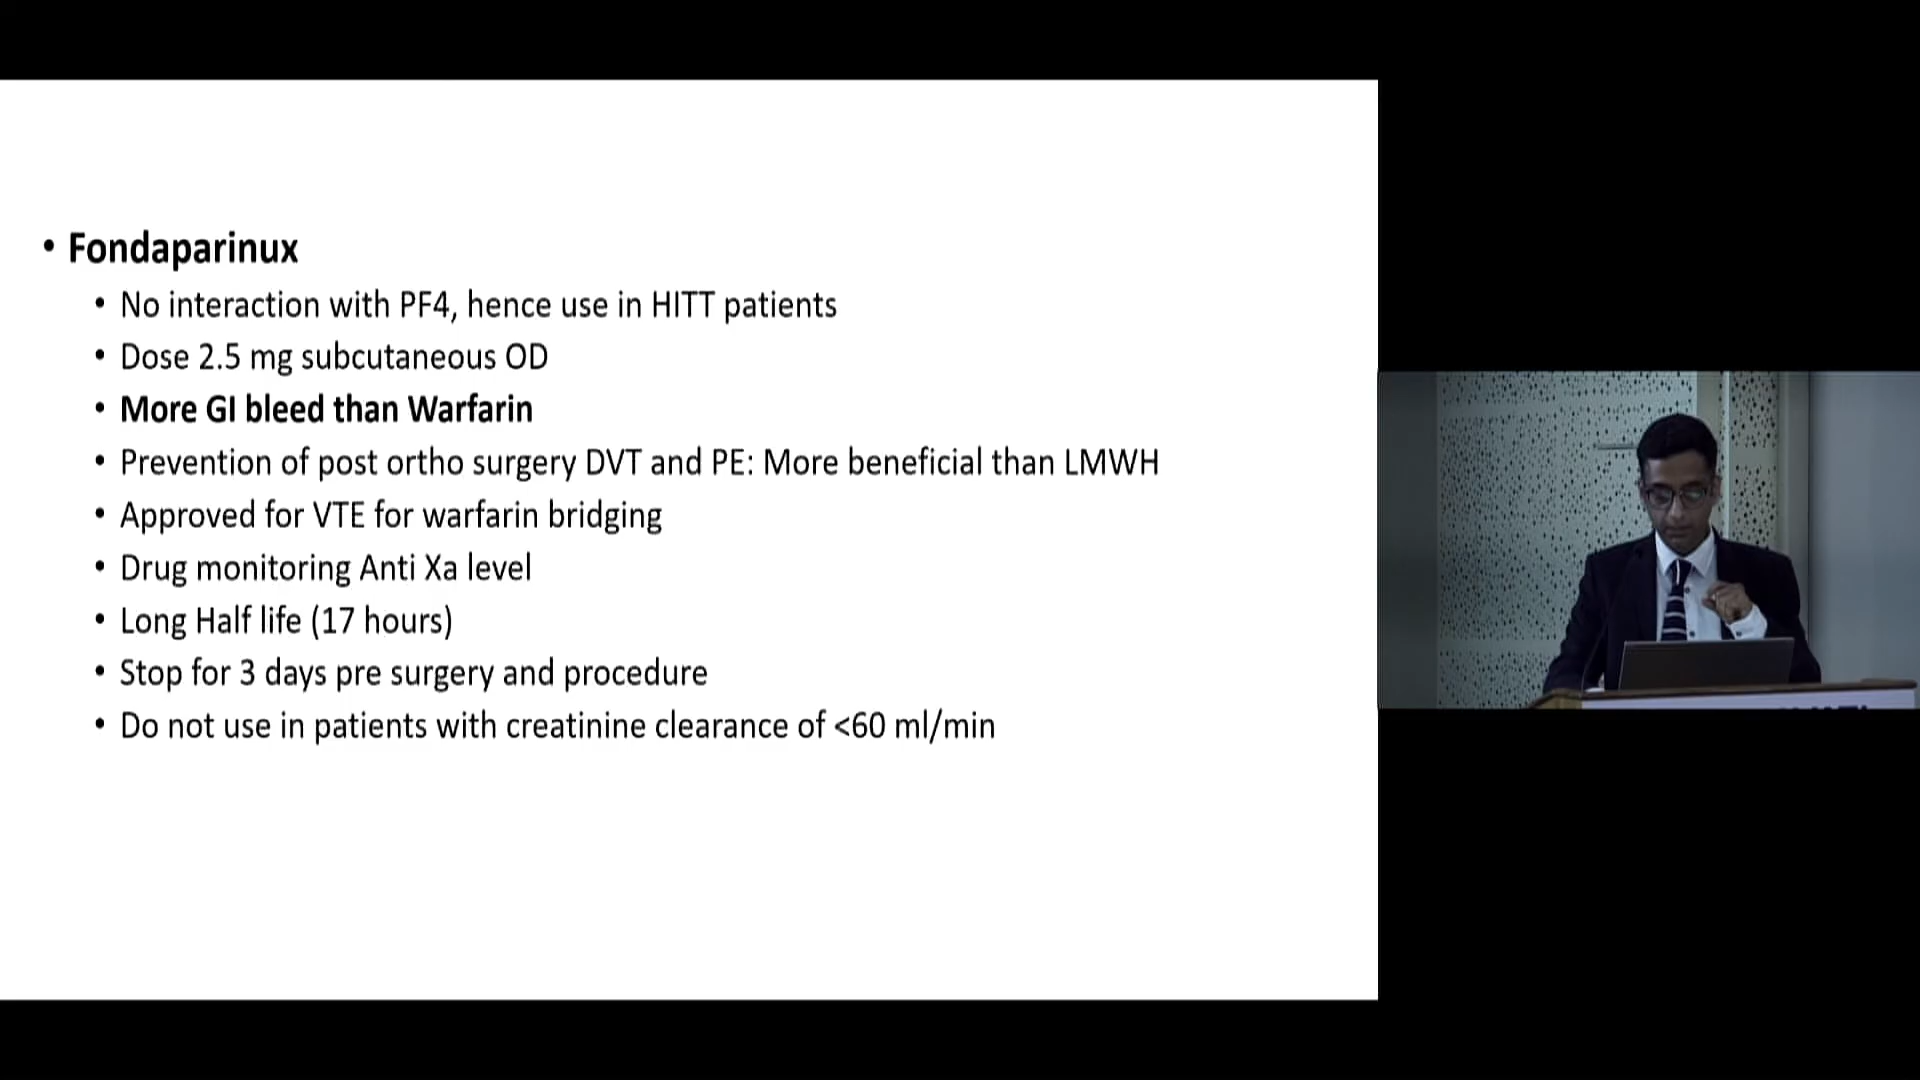 • Fondaparinux
• No interaction with PF4, hence use in HITT patients
• Dose 2.5 mg subcutaneous OD
• More GI bleed than Warfarin
• Prevention of post ortho surgery DVT and PE: More beneficial than LMWH
• Approved for VTE for warfarin bridging
• Drug monitoring Anti Xa level
• Long Half life (17 hours)
• Stop for 3 days pre surgery and procedure
• Do not use in patients with creatinine clearance of <60 ml/min